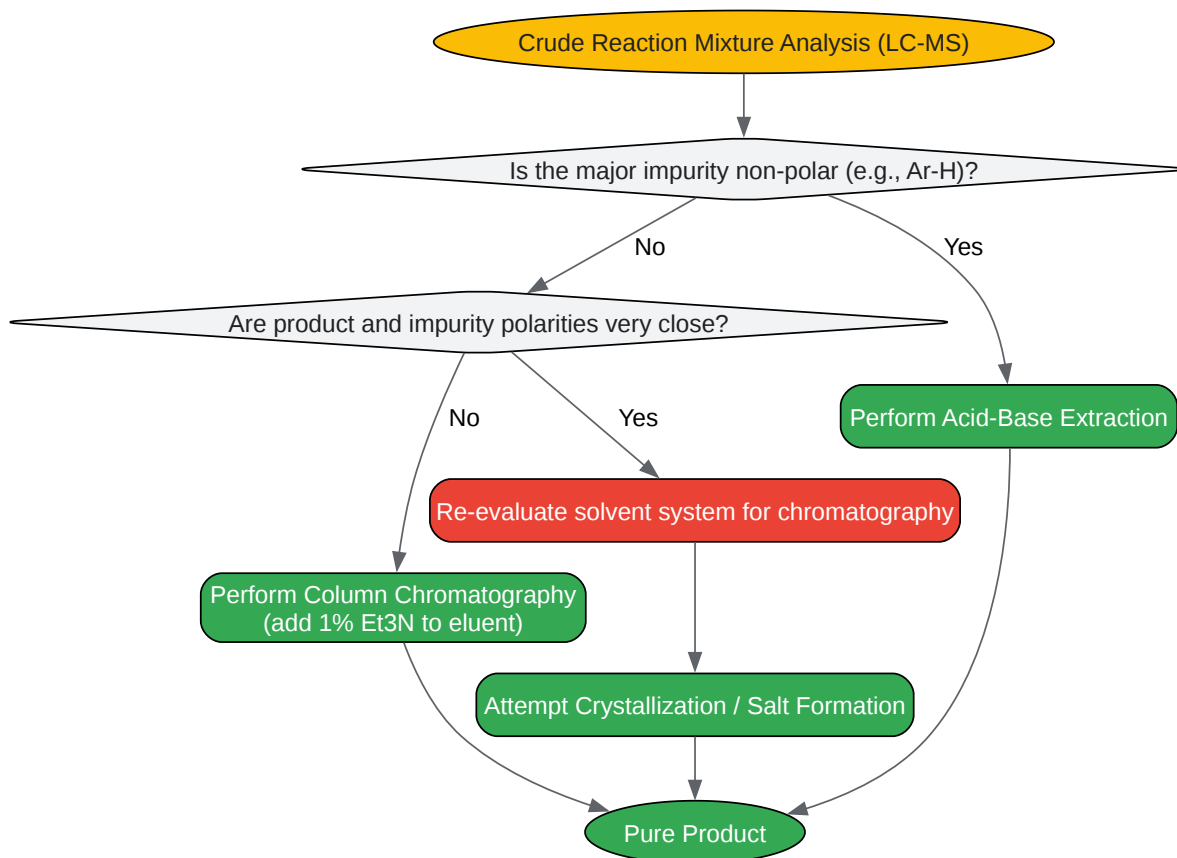 Crude Reaction Mixture Analysis (LC-MS)
Is the major impurity non-polar (e.g., Ar-H)?
No
Yes
Are product and impurity polarities very close?
No
Yes
Perform Acid-Base Extraction
Re-evaluate solvent system for chromatography
Perform Column Chromatography
(add 1% Et3N to eluent)
Attempt Crystallization / Salt Formation
Pure Product